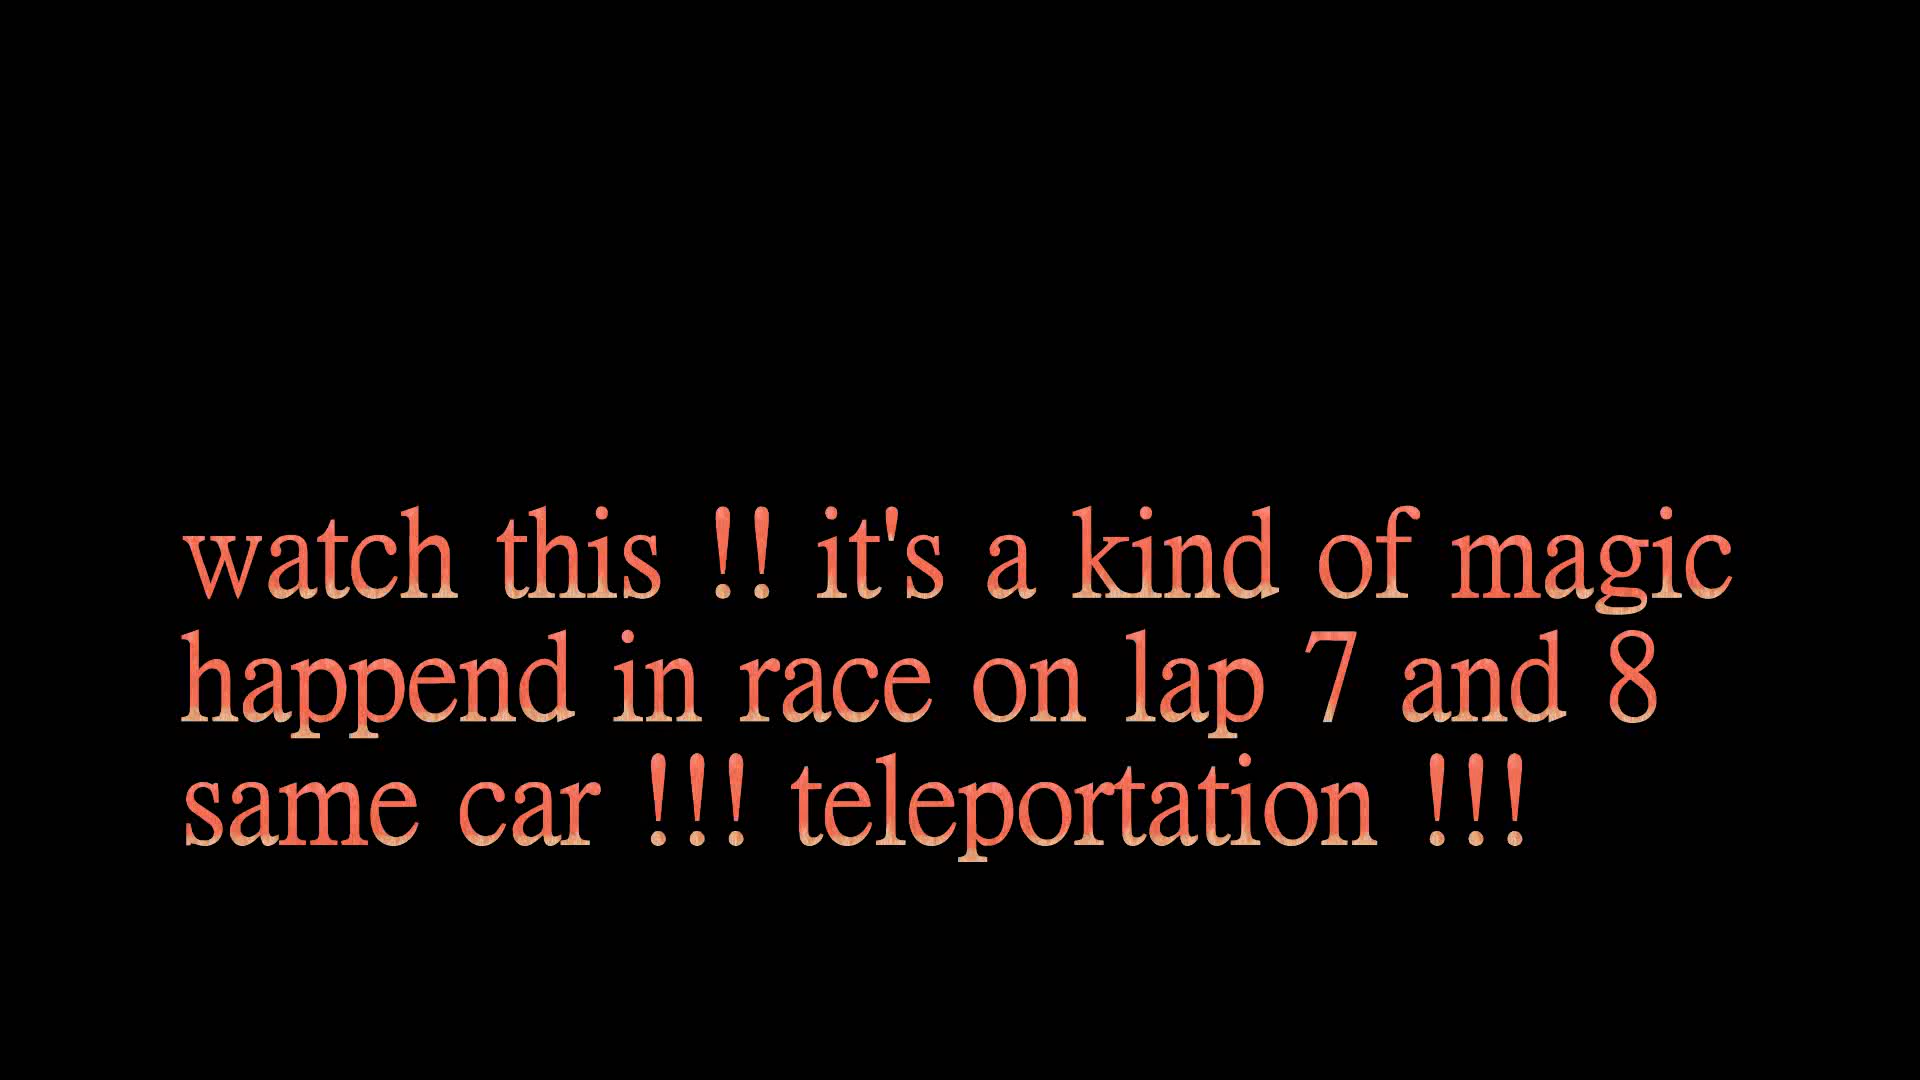 watch this !! it's a kind of magic
happend in race on lap 7 and 8
same car !!! teleportation !!!